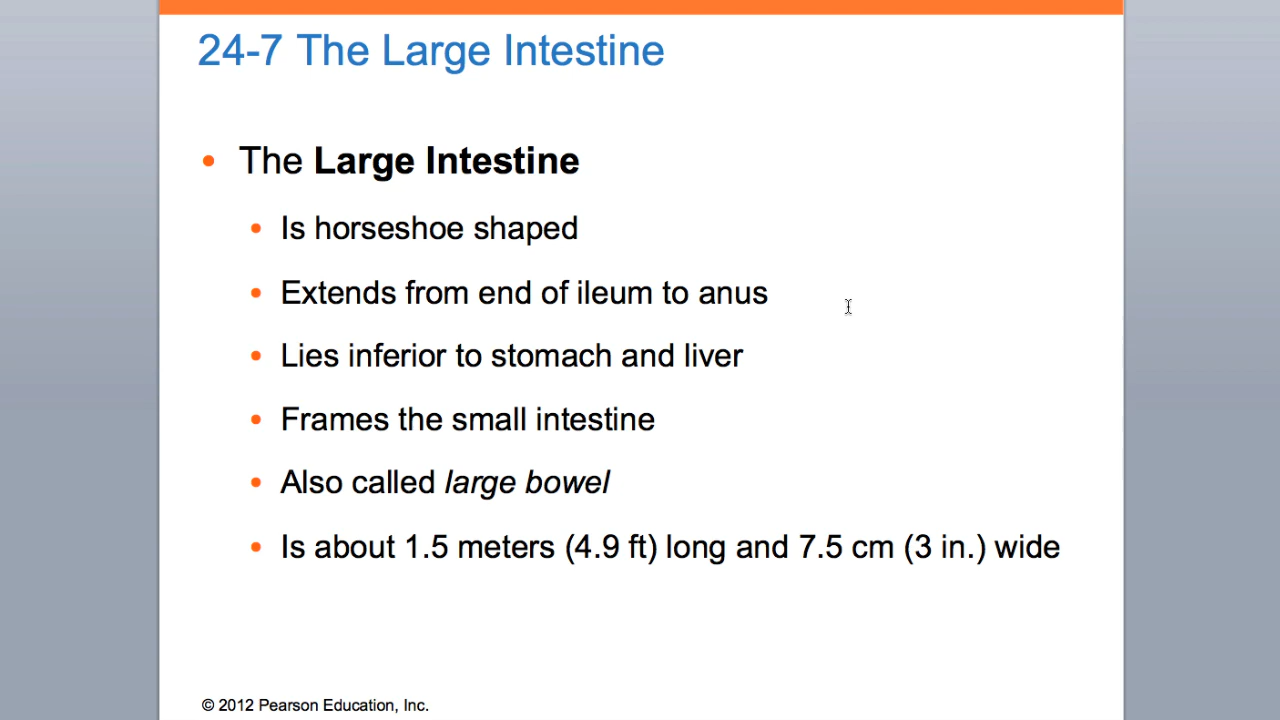 24-7 The Large Intestine
• The Large Intestine
• Is horseshoe shaped
• Extends from end of ileum to anus
• Lies inferior to stomach and liver
• Frames the small intestine
• Also called large bowel
• Is about 1.5 meters (4.9 ft) long and 7.5 cm (3 in.) wide
© 2012 Pearson Education, Inc.